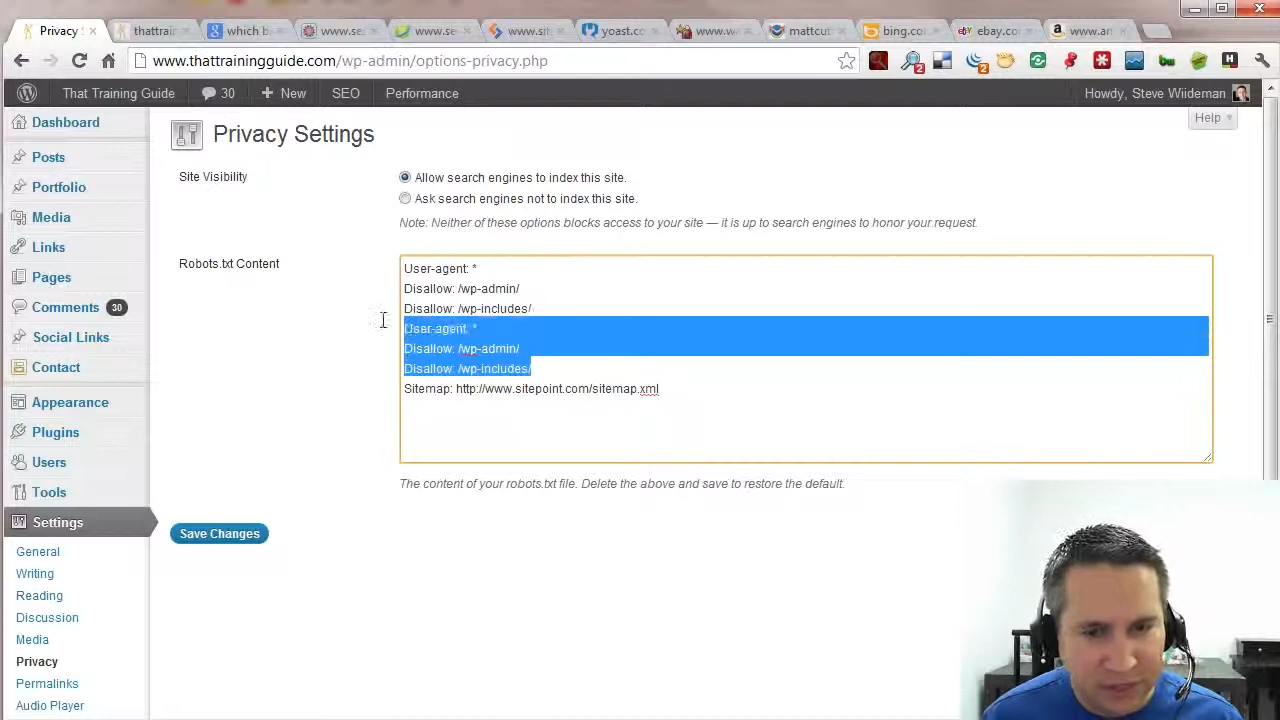 Privacy S
thattrain
which b
www.se
www.se
www.sit
yoast.co
www.w
mattcut
bing.co
ebay.co
www.an
www.thattrainingguide.com/wp-admin/options-privacy.php
2
2
bw
H
That Training Guide 30 New SEO Performance Howdy, Steve Wiideman
Help
Dashboard
Posts
Portfolio
Media
Links
Pages
Comments 30
Social Links
Contact
Appearance
Plugins
Users
Tools
Settings
General
Writing
Reading
Discussion
Media
Privacy
Permalinks
Audio Player
Privacy Settings
Site Visibility
Allow search engines to index this site.
Ask search engines not to index this site.
Note: Neither of these options blocks access to your site — it is up to search engines to honor your request.
Robots.txt Content
User-agent: *
Disallow: /wp-admin/
Disallow: /wp-includes/
User-agent: *
Disallow: /wp-admin/
Disallow: /wp-includes/
Sitemap: http://www.sitepoint.com/sitemap.xml
The content of your robots.txt file. Delete the above and save to restore the default.
Save Changes